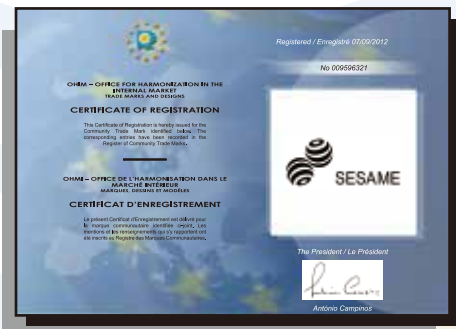 OHIM – OFFICE FOR HARMONIZATION IN THE
INTERNAL MARKET
TRADE MARKS AND DESIGNS
CERTIFICATE OF REGISTRATION
This Certificate of Registration is hereby issued for the
Community Trade Mark identified below. The
corresponding entries have been recorded in the
Register of Community Trade Marks.
OHMI – OFFICE DE L'HARMONISATION DANS LE
MARCHÉ INTÉRIEUR
MARQUES, DESSINS ET MODÈLES
CERTIFICAT D'ENREGISTREMENT
Le présent Certificat d'Enregistrement est délivré pour
la marque communautaire identifiée ci-joint. Les
mentions et les renseignements qui s'y rapportent ont
été inscrits au Registre des Marques Communautaires.
Registered / Enregistré 07/09/2012
No 009596321
SESAME
The President / Le Président
António Campinos